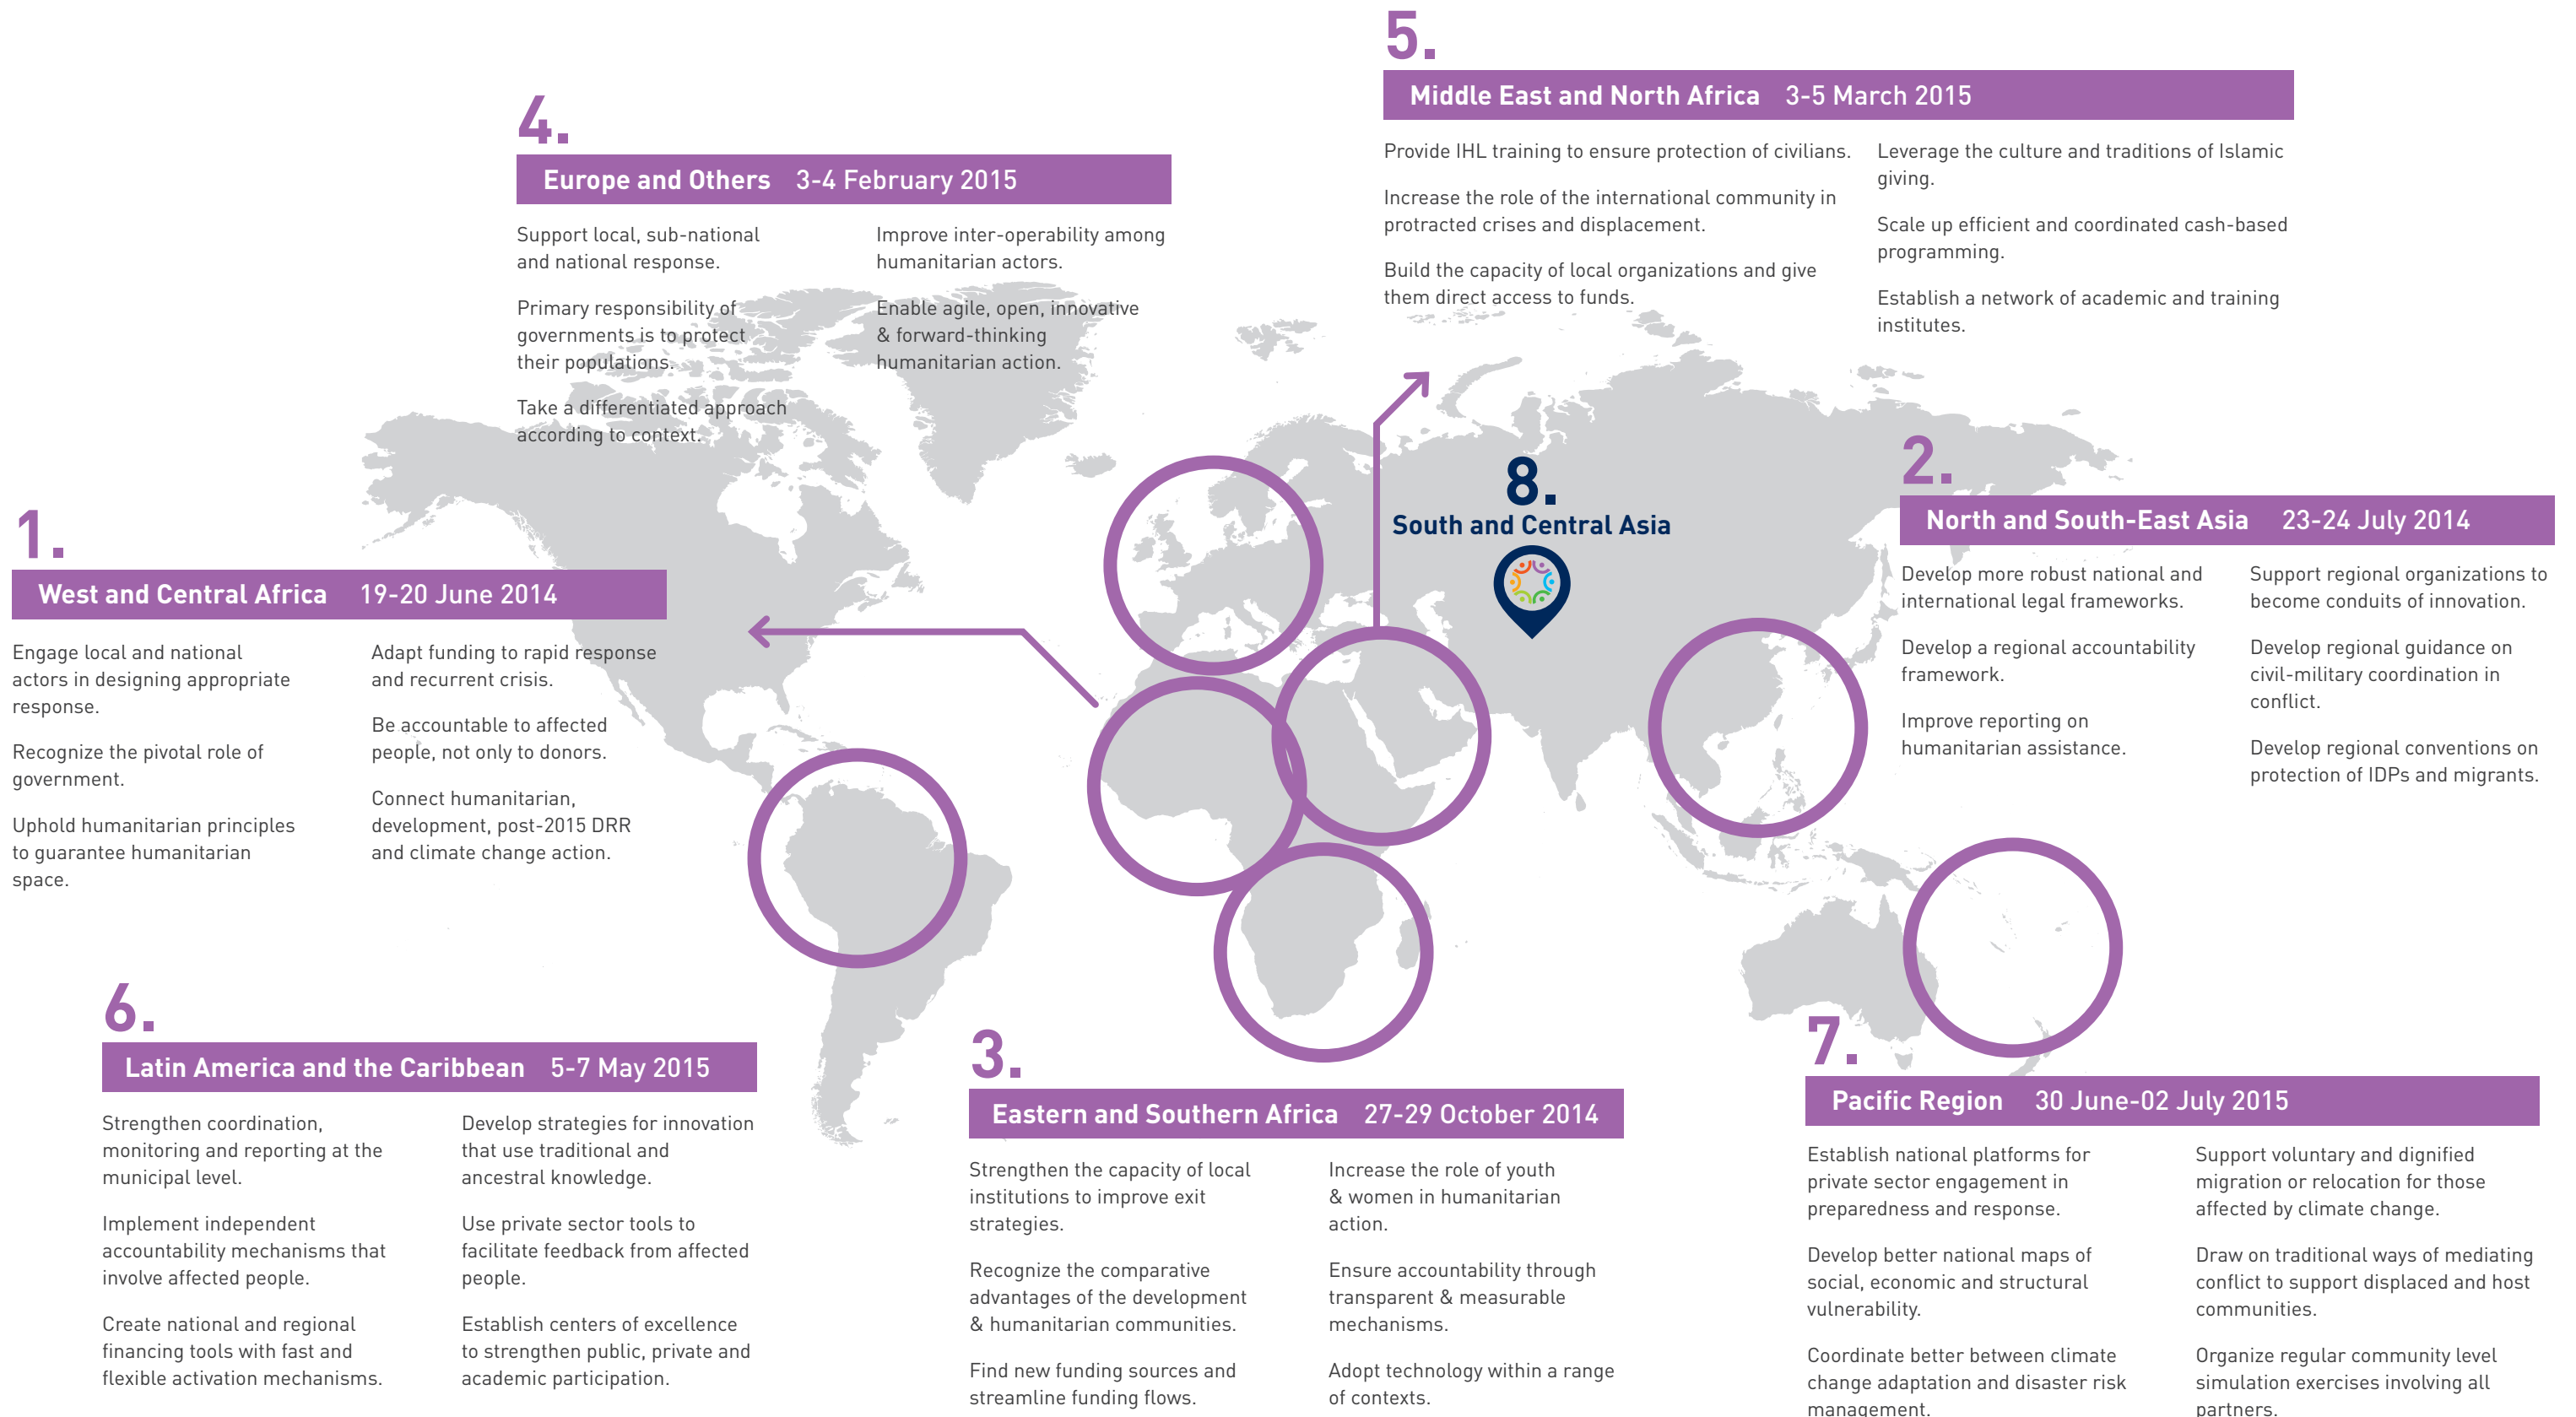 5.
Middle East and North Africa 3-5 March 2015
Provide IHL training to ensure protection of civilians.
Increase the role of the international community in
protracted crises and displacement.
Build the capacity of local organizations and give
them direct access to funds.
Leverage the culture and traditions of Islamic
giving.
Scale up efficient and coordinated cash-based
programming.
Establish a network of academic and training
institutes.
4.
Europe and Others 3-4 February 2015
Support local, sub-national
and national response.
Primary responsibility of
governments is to protect
their populations.
Take a differentiated approach
according to context.
Improve inter-operability among
humanitarian actors.
Enable agile, open, innovative
& forward-thinking
humanitarian action.
8.
South and Central Asia
2.
North and South-East Asia 23-24 July 2014
Develop more robust national and
international legal frameworks.
Develop a regional accountability
framework.
Improve reporting on
humanitarian assistance.
Support regional organizations to
become conduits of innovation.
Develop regional guidance on
civil-military coordination in
conflict.
Develop regional conventions on
protection of IDPs and migrants.
1.
West and Central Africa 19-20 June 2014
Engage local and national
actors in designing appropriate
response.
Recognize the pivotal role of
government.
Uphold humanitarian principles
to guarantee humanitarian
space.
Adapt funding to rapid response
and recurrent crisis.
Be accountable to affected
people, not only to donors.
Connect humanitarian,
development, post-2015 DRR
and climate change action.
6.
Latin America and the Caribbean 5-7 May 2015
Strengthen coordination,
monitoring and reporting at the
municipal level.
Implement independent
accountability mechanisms that
involve affected people.
Create national and regional
financing tools with fast and
flexible activation mechanisms.
Develop strategies for innovation
that use traditional and
ancestral knowledge.
Use private sector tools to
facilitate feedback from affected
people.
Establish centers of excellence
to strengthen public, private and
academic participation.
3.
Eastern and Southern Africa 27-29 October 2014
Strengthen the capacity of local
institutions to improve exit
strategies.
Recognize the comparative
advantages of the development
& humanitarian communities.
Find new funding sources and
streamline funding flows.
Increase the role of youth
& women in humanitarian
action.
Ensure accountability through
transparent & measurable
mechanisms.
Adopt technology within a range
of contexts.
7.
Pacific Region 30 June-02 July 2015
Establish national platforms for
private sector engagement in
preparedness and response.
Develop better national maps of
social, economic and structural
vulnerability.
Coordinate better between climate
change adaptation and disaster risk
management.
Support voluntary and dignified
migration or relocation for those
affected by climate change.
Draw on traditional ways of mediating
conflict to support displaced and host
communities.
Organize regular community level
simulation exercises involving all
partners.